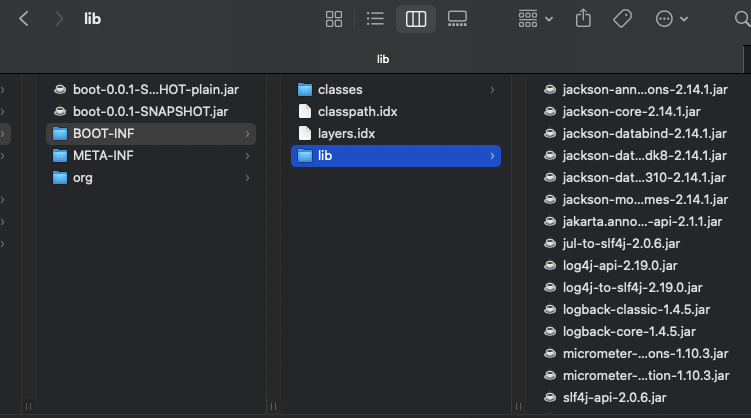 lib
lib
boot-0.0.1-S...HOT-plain.jar
boot-0.0.1-SNAPSHOT.jar
BOOT-INF
META-INF
org
classes
classpath.idx
layers.idx
lib
jackson-ann...ons-2.14.1.jar
jackson-core-2.14.1.jar
jackson-databind-2.14.1.jar
jackson-dat...dk8-2.14.1.jar
jackson-dat...310-2.14.1.jar
jackson-mo...mes-2.14.1.jar
jakarta.anno...-api-2.1.1.jar
jul-to-slf4j-2.0.6.jar
log4j-api-2.19.0.jar
log4j-to-slf4j-2.19.0.jar
logback-classic-1.4.5.jar
logback-core-1.4.5.jar
micrometer-...ons-1.10.3.jar
micrometer-...tion-1.10.3.jar
slf4j-api-2.0.6.jar